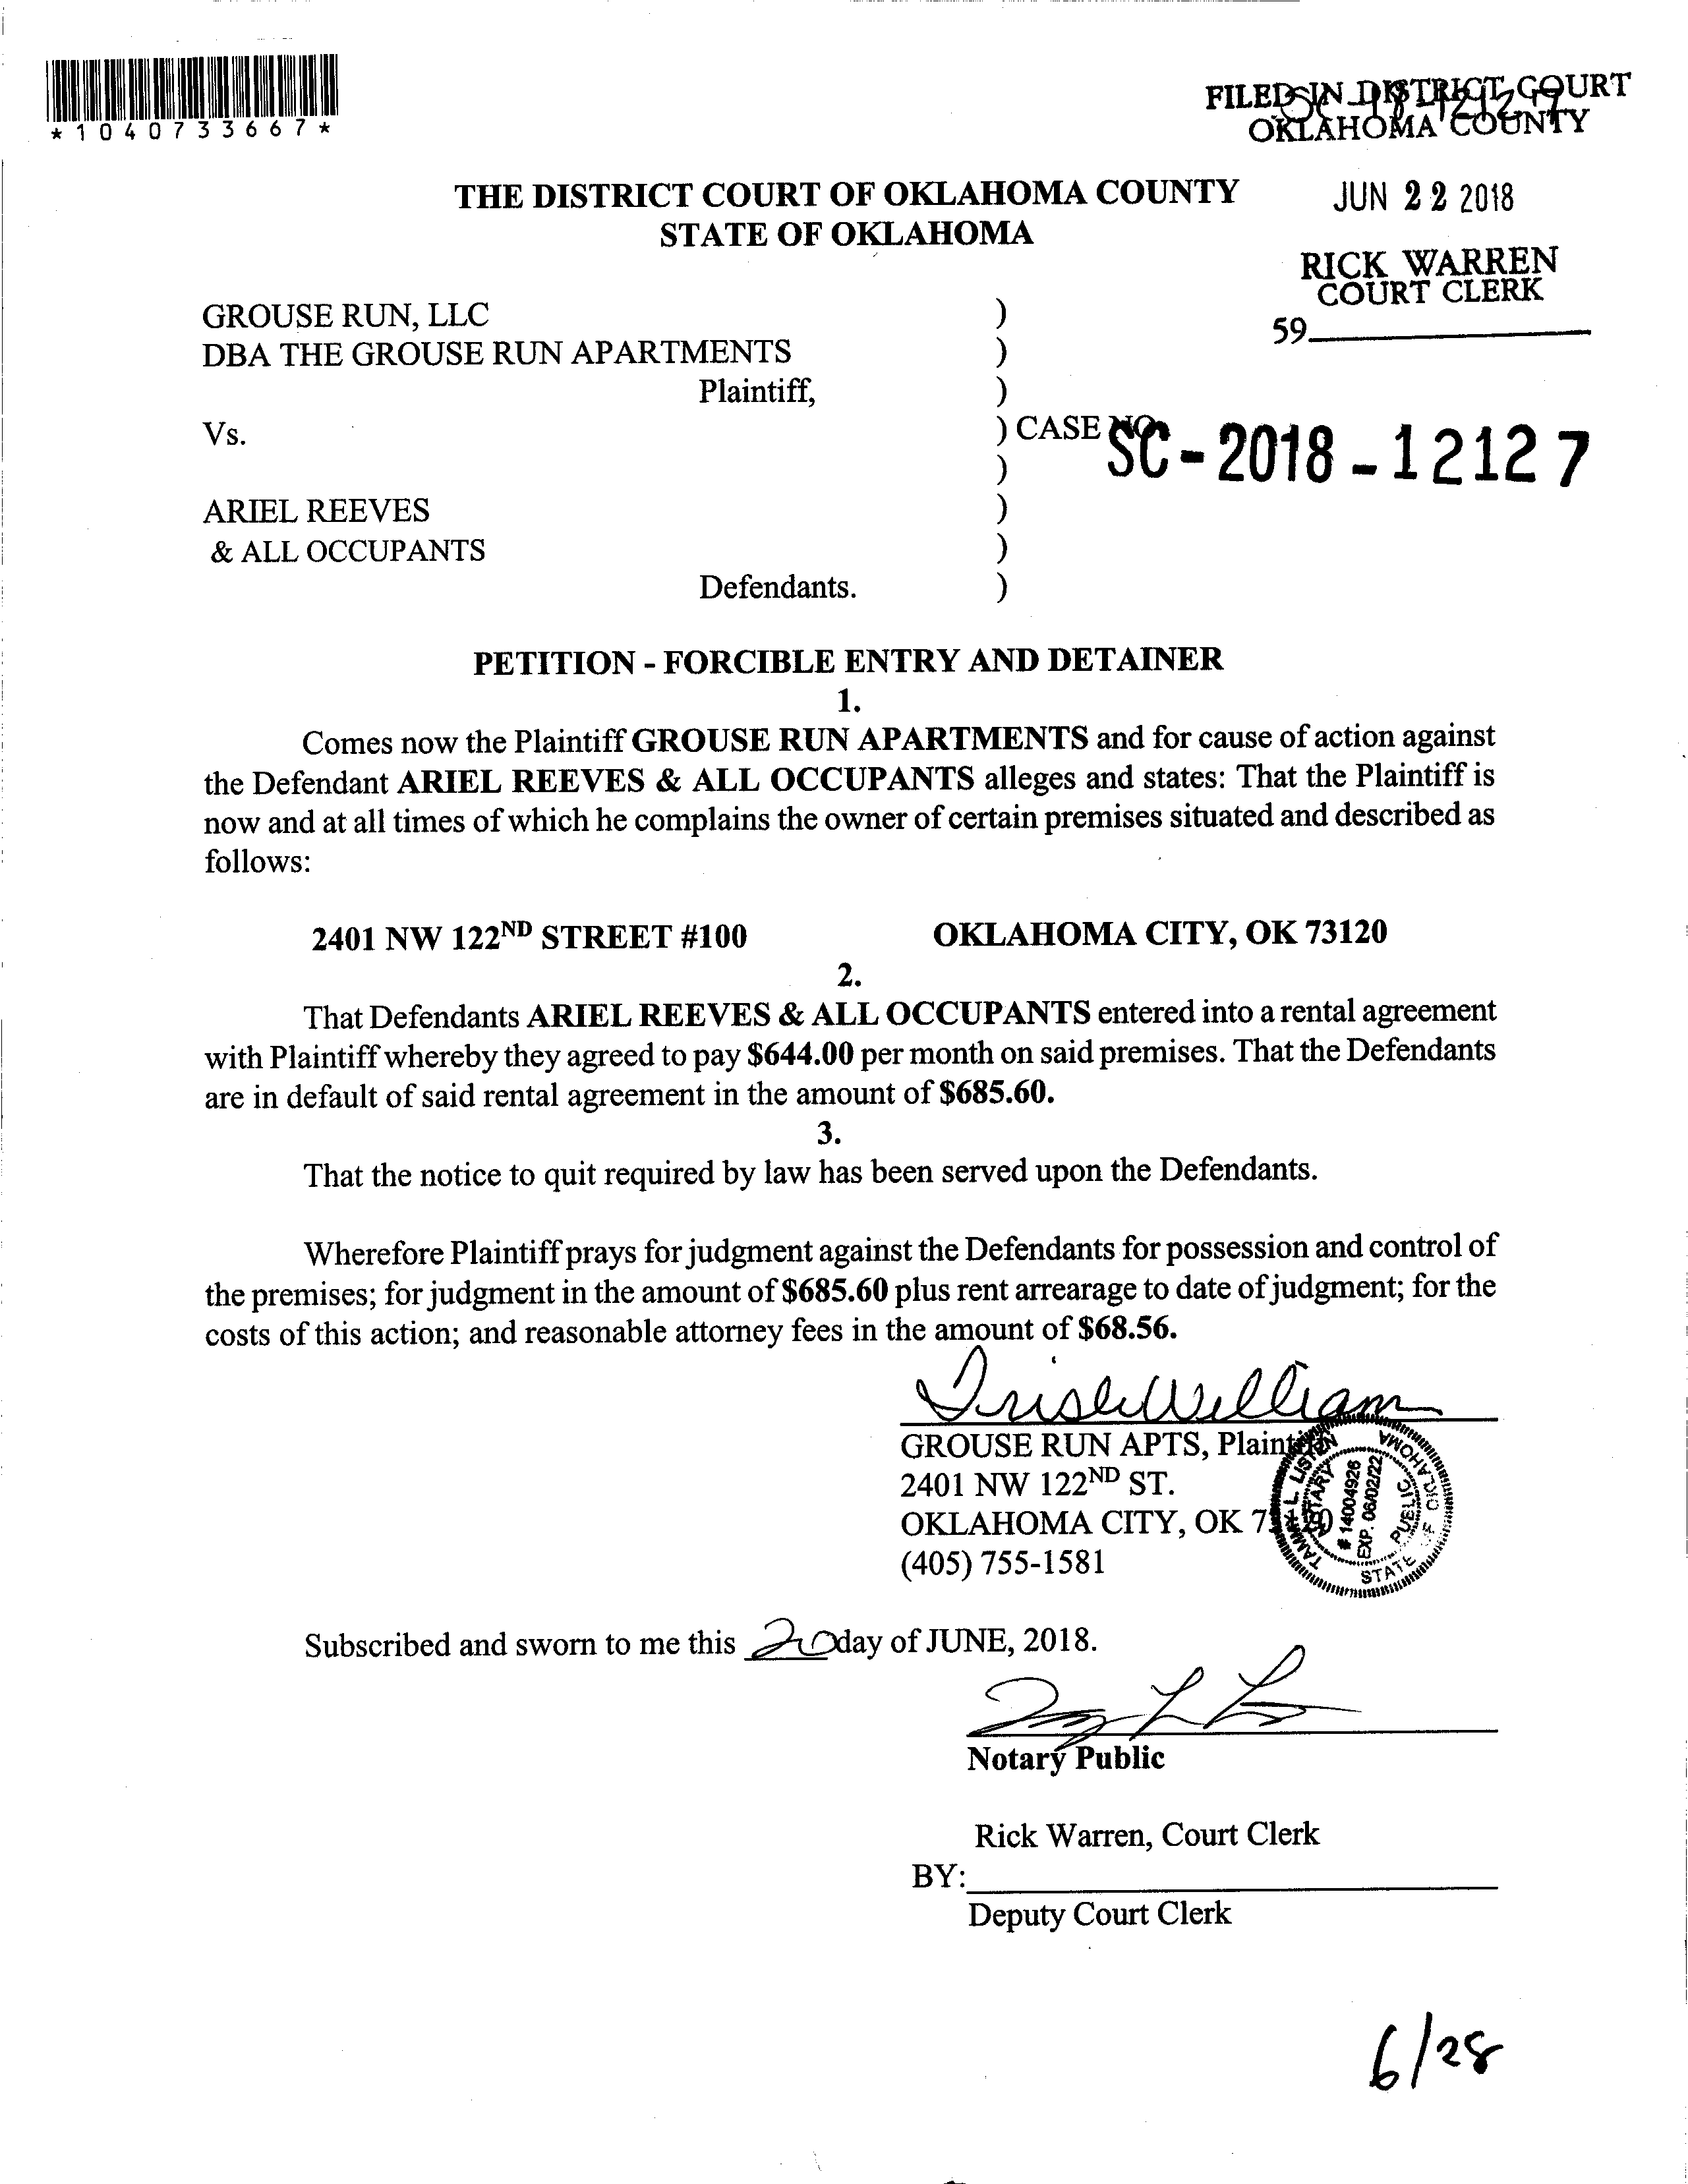 *1040733667*
FILED IN DISTRICT COURT
OKLAHOMA COUNTY
JUN 22 2018
RICK WARREN
COURT CLERK
59
THE DISTRICT COURT OF OKLAHOMA COUNTY
STATE OF OKLAHOMA
GROUSE RUN, LLC )
DBA THE GROUSE RUN APARTMENTS )
Plaintiff, )
Vs. ) CASE NO. SC-2018-12127
)
ARIEL REEVES )
& ALL OCCUPANTS )
Defendants. )
PETITION - FORCIBLE ENTRY AND DETAINER
1.
Comes now the Plaintiff GROUSE RUN APARTMENTS and for cause of action against
the Defendant ARIEL REEVES & ALL OCCUPANTS alleges and states: That the Plaintiff is
now and at all times of which he complains the owner of certain premises situated and described as
follows:
2401 NW 122ND STREET #100 OKLAHOMA CITY, OK 73120
2.
That Defendants ARIEL REEVES & ALL OCCUPANTS entered into a rental agreement
with Plaintiff whereby they agreed to pay $644.00 per month on said premises. That the Defendants
are in default of said rental agreement in the amount of $685.60.
3.
That the notice to quit required by law has been served upon the Defendants.
Wherefore Plaintiff prays for judgment against the Defendants for possession and control of
the premises; for judgment in the amount of $685.60 plus rent arrearage to date of judgment; for the
costs of this action; and reasonable attorney fees in the amount of $68.56.
GROUSE RUN APTS, Plaintiff
2401 NW 122ND ST.
OKLAHOMA CITY, OK 73120
(405) 755-1581
NOTARY PUBLIC
# 14004926
EXP. 06/02/22
STATE OF OKLAHOMA
Subscribed and sworn to me this 20 day of JUNE, 2018.
Notary Public
Rick Warren, Court Clerk
BY:
Deputy Court Clerk
6/28